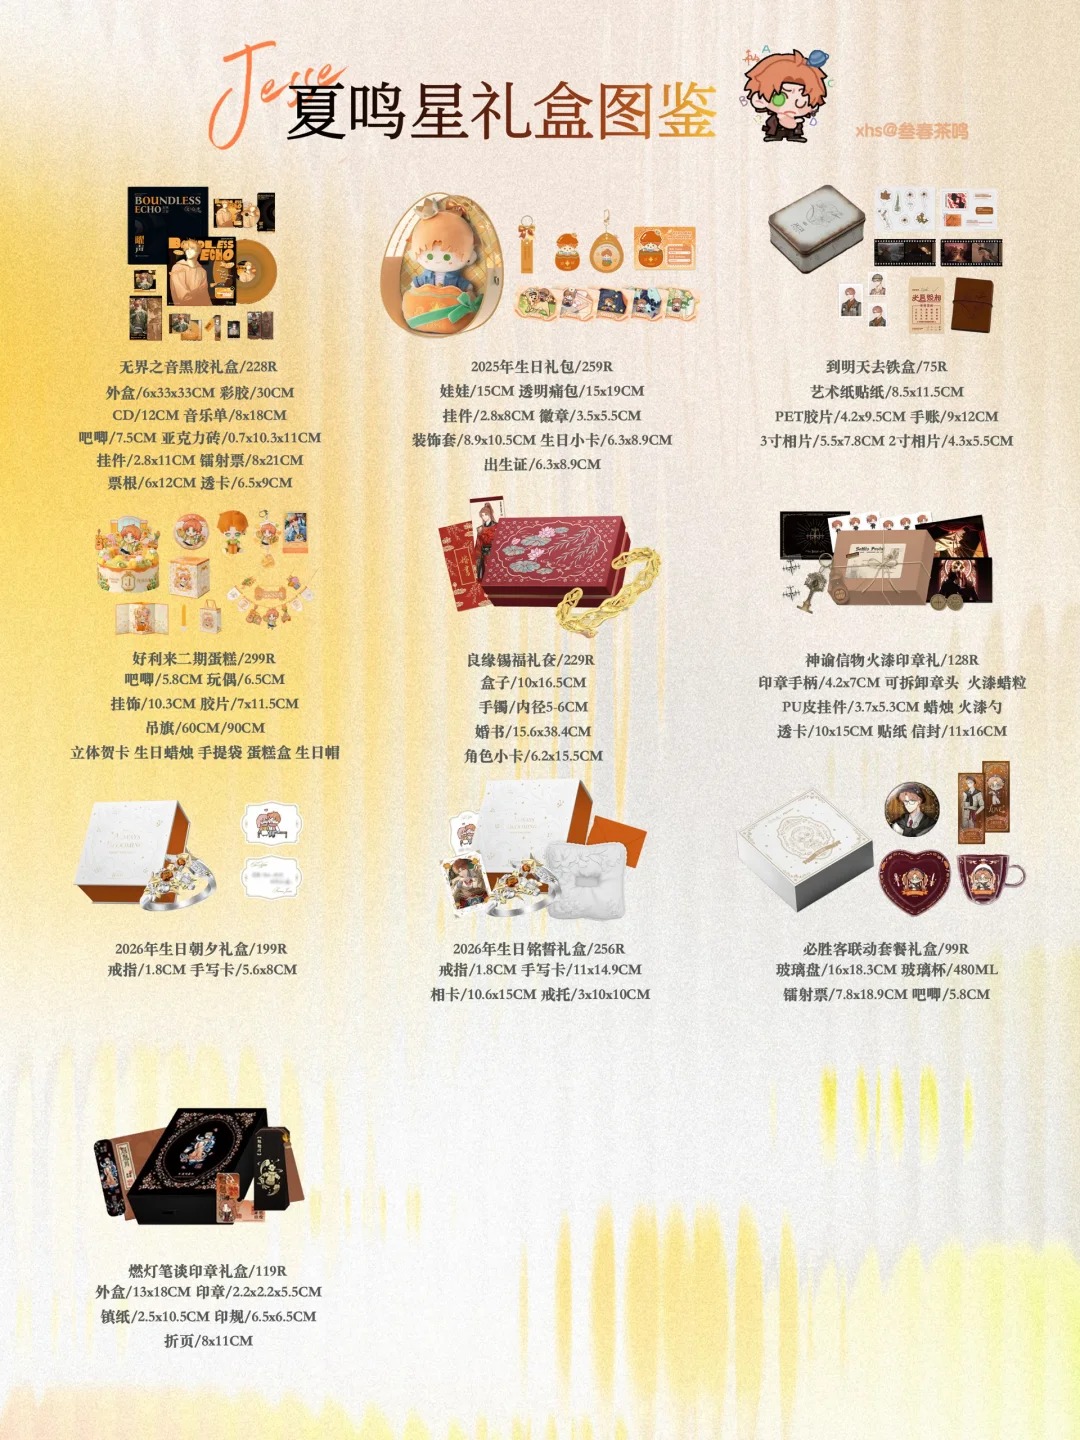 Jesse
夏鸣星礼盒图鉴
xhs@叁春茶鸣
BOUNDLESS
ECHO
无界之音黑胶礼盒/228R
外盒/6x33x33CM 彩胶/30CM
CD/12CM 音乐单/8x18CM
吧唧/7.5CM 亚克力砖/0.7x10.3x11CM
挂件/2.8x11CM 镭射票/8x21CM
票根/6x12CM 透卡/6.5x9CM
2025年生日礼包/259R
娃娃/15CM 透明痛包/15x19CM
挂件/2.8x8CM 徽章/3.5x5.5CM
装饰套/8.9x10.5CM 生日小卡/6.3x8.9CM
出生证/6.3x8.9CM
到明天去铁盒/75R
艺术纸贴纸/8.5x11.5CM
PET胶片/4.2x9.5CM 手账/9x12CM
3寸相片/5.5x7.8CM 2寸相片/4.3x5.5CM
好利来二期蛋糕/299R
吧唧/5.8CM 玩偶/6.5CM
挂饰/10.3CM 胶片/7x11.5CM
吊旗/60CM/90CM
立体贺卡 生日蜡烛 手提袋 蛋糕盒 生日帽
良缘锡福礼奁/229R
盒子/10x16.5CM
手镯/内径5-6CM
婚书/15.6x38.4CM
角色小卡/6.2x15.5CM
神谕信物火漆印章礼/128R
印章手柄/4.2x7CM 可拆卸章头 火漆蜡粒
PU皮挂件/3.7x5.3CM 蜡烛 火漆勺
透卡/10x15CM 贴纸 信封/11x16CM
2026年生日朝夕礼盒/199R
戒指/1.8CM 手写卡/5.6x8CM
2026年生日铭誓礼盒/256R
戒指/1.8CM 手写卡/11x14.9CM
相卡/10.6x15CM 戒托/3x10x10CM
必胜客联动套餐礼盒/99R
玻璃盘/16x18.3CM 玻璃杯/480ML
镭射票/7.8x18.9CM 吧唧/5.8CM
燃灯笔谈印章礼盒/119R
外盒/13x18CM 印章/2.2x2.2x5.5CM
镇纸/2.5x10.5CM 印规/6.5x6.5CM
折页/8x11CM